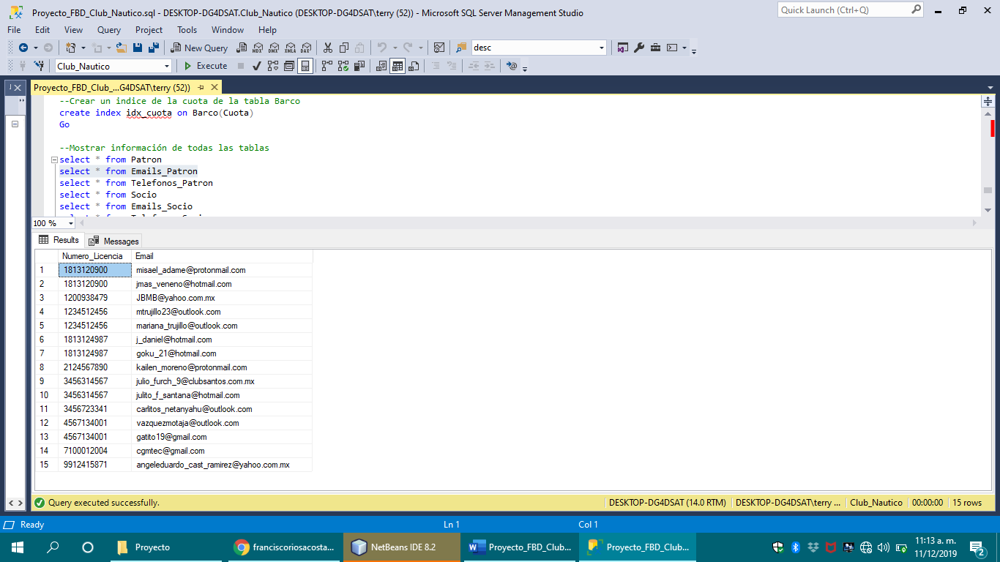 Proyecto_FBD_Club_Nautico.sql - DESKTOP-DG4DSAT.Club_Nautico (DESKTOP-DG4DSAT\terry (52)) - Microsoft SQL Server Management Studio
Quick Launch (Ctrl+Q)
File Edit View Query Project Tools Window Help
New Query MDX DMX XMLA DAX desc
Club_Nautico Execute
Proyecto_FBD_Club_...G4DSAT\terry (52))
--Crear un indice de la cuota de la tabla Barco
create index idx_cuota on Barco(Cuota)
Go
--Mostrar información de todas las tablas
select * from Patron
select * from Emails_Patron
select * from Telefonos_Patron
select * from Socio
select * from Emails_Socio
100 %
Results Messages
Numero_Licencia Email
1 1813120900 misael_adame@protonmail.com
2 1813120900 jmas_veneno@hotmail.com
3 1200938479 JBMB@yahoo.com.mx
4 1234512456 mtrujillo23@outlook.com
5 1234512456 mariana_trujillo@outlook.com
6 1813124987 j_daniel@hotmail.com
7 1813124987 goku_21@hotmail.com
8 2124567890 kailen_moreno@protonmail.com
9 3456314567 julio_furch_9@clubsantos.com.mx
10 3456314567 julito_f_santana@hotmail.com
11 3456723341 carlitos_netanyahu@outlook.com
12 4567134001 vazquezmotaja@outlook.com
13 4567134001 gatito19@gmail.com
14 7100012004 cgmtec@gmail.com
15 9912415871 angeleduardo_cast_ramirez@yahoo.com.mx
Query executed successfully. DESKTOP-DG4DSAT (14.0 RTM) DESKTOP-DG4DSAT\terry ... Club_Nautico 00:00:00 15 rows
Ready Ln 1 Col 1
Proyecto franciscoriosacosta... NetBeans IDE 8.2 Proyecto_FBD_Club... Proyecto_FBD_Club...
11:13 a. m.
11/12/2019
2